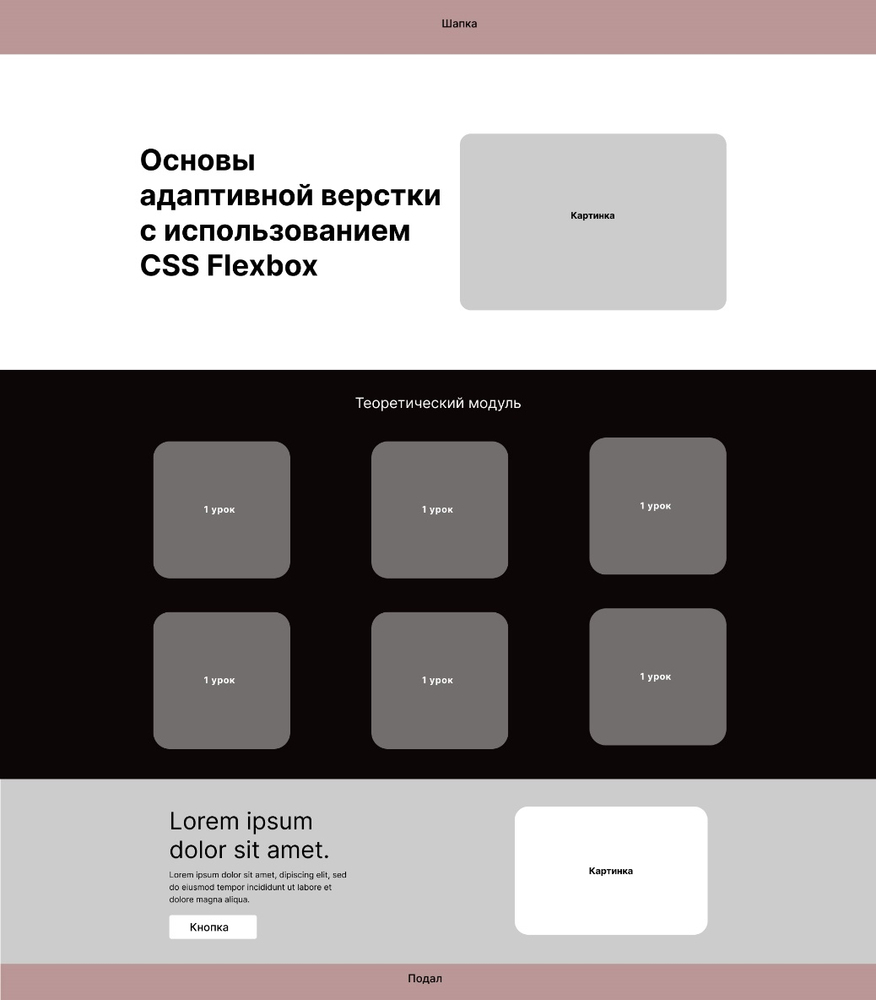 Шапка
Основы
адаптивной верстки
с использованием
CSS Flexbox
Картинка
Теоретический модуль
1 урок
1 урок
1 урок
1 урок
1 урок
1 урок
Lorem ipsum
dolor sit amet.
Lorem ipsum dolor sit amet, dipiscing elit, sed
do eiusmod tempor incididunt ut labore et
dolore magna aliqua.
Кнопка
Картинка
Подал